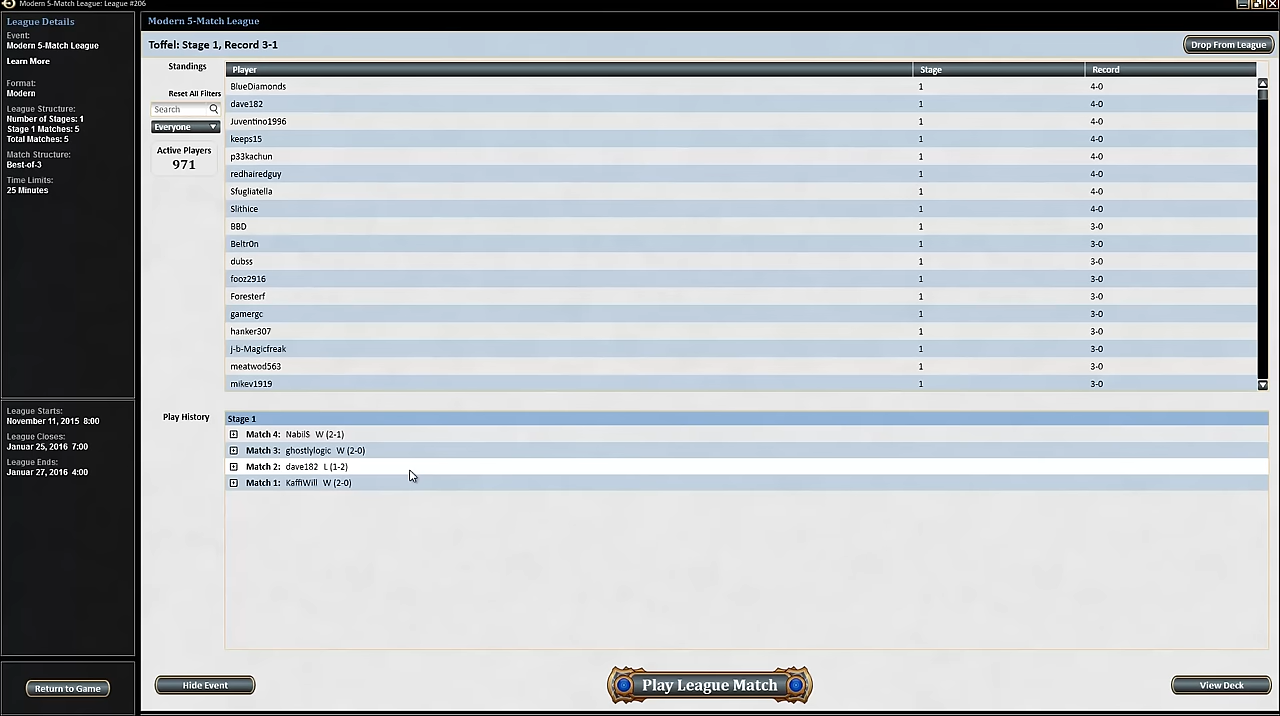 Modern 5-Match League: League #206
League Details
Event:
Modern 5-Match League
Learn More
Format:
Modern
League Structure:
Number of Stages: 1
Stage 1 Matches: 5
Total Matches: 5
Match Structure:
Best-of-3
Time Limits:
25 Minutes
League Starts:
November 11, 2015 8:00
League Closes:
Januar 25, 2016 7:00
League Ends:
Januar 27, 2016 4:00
Return to Game
Modern 5-Match League
Toffel: Stage 1, Record 3-1
Drop From League
Standings
Reset All Filters
Search
Everyone
Active Players
971
Player Stage Record
BlueDiamonds 1 4-0
dave182 1 4-0
Juventino1996 1 4-0
keeps15 1 4-0
p33kachun 1 4-0
redhairedguy 1 4-0
Sfugliatella 1 4-0
Slithice 1 4-0
BBD 1 3-0
Beltr0n 1 3-0
dubss 1 3-0
fooz2916 1 3-0
Foresterf 1 3-0
gamergc 1 3-0
hanker307 1 3-0
j-b-Magicfreak 1 3-0
meatwod563 1 3-0
mikev1919 1 3-0
Play History
Stage 1
Match 4: NabilS W (2-1)
Match 3: ghostlylogic W (2-0)
Match 2: dave182 L (1-2)
Match 1: KaffiWill W (2-0)
Hide Event
Play League Match
View Deck